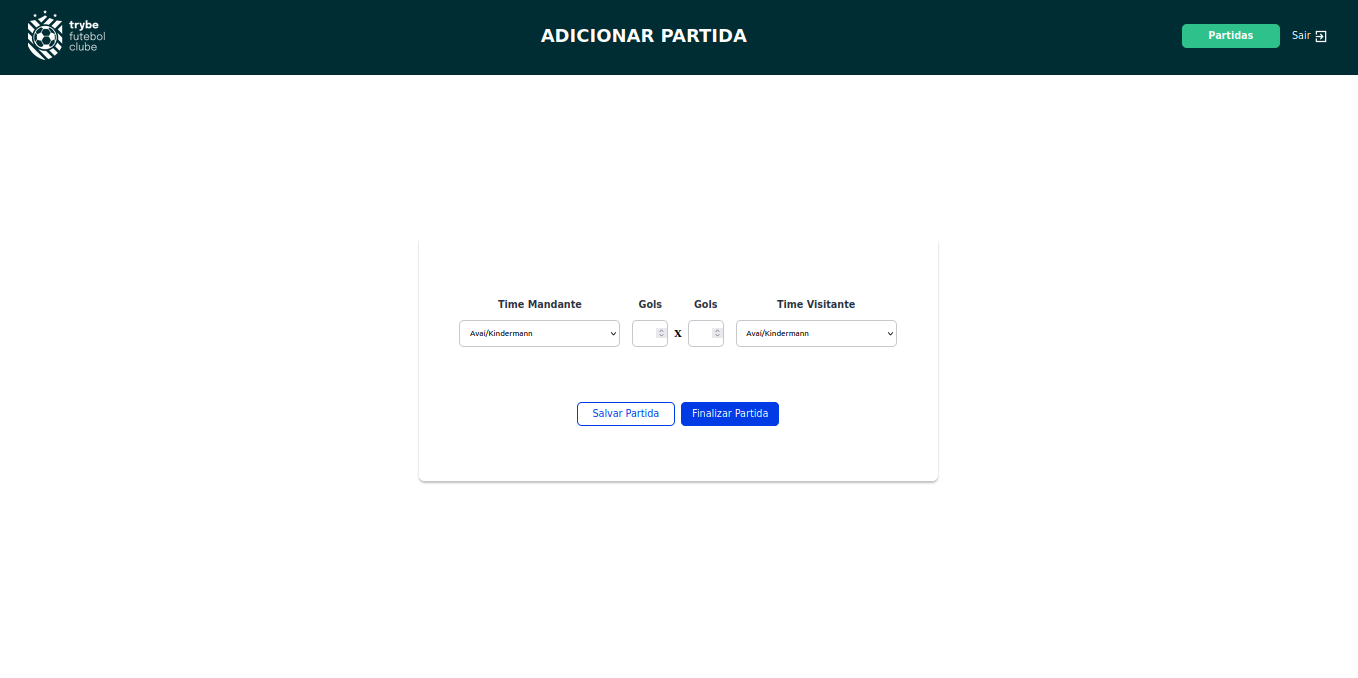 trybe
futebol
clube
ADICIONAR PARTIDA
Partidas
Sair
Time Mandante
Gols
Gols
Time Visitante
Avaí/Kindermann
X
Avaí/Kindermann
Salvar Partida
Finalizar Partida